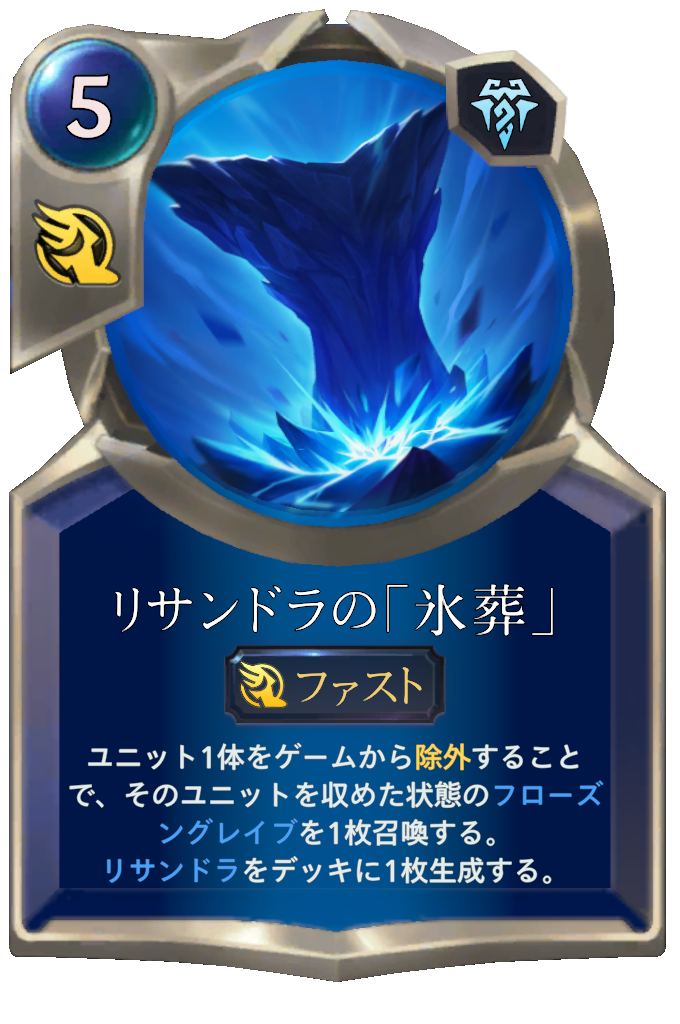 5
リサンドラの「氷葬」
ファスト
ユニット1体をゲームから除外すること
で、そのユニットを収めた状態のフローズ
ングレイブを1枚召喚する。
リサンドラをデッキに1枚生成する。